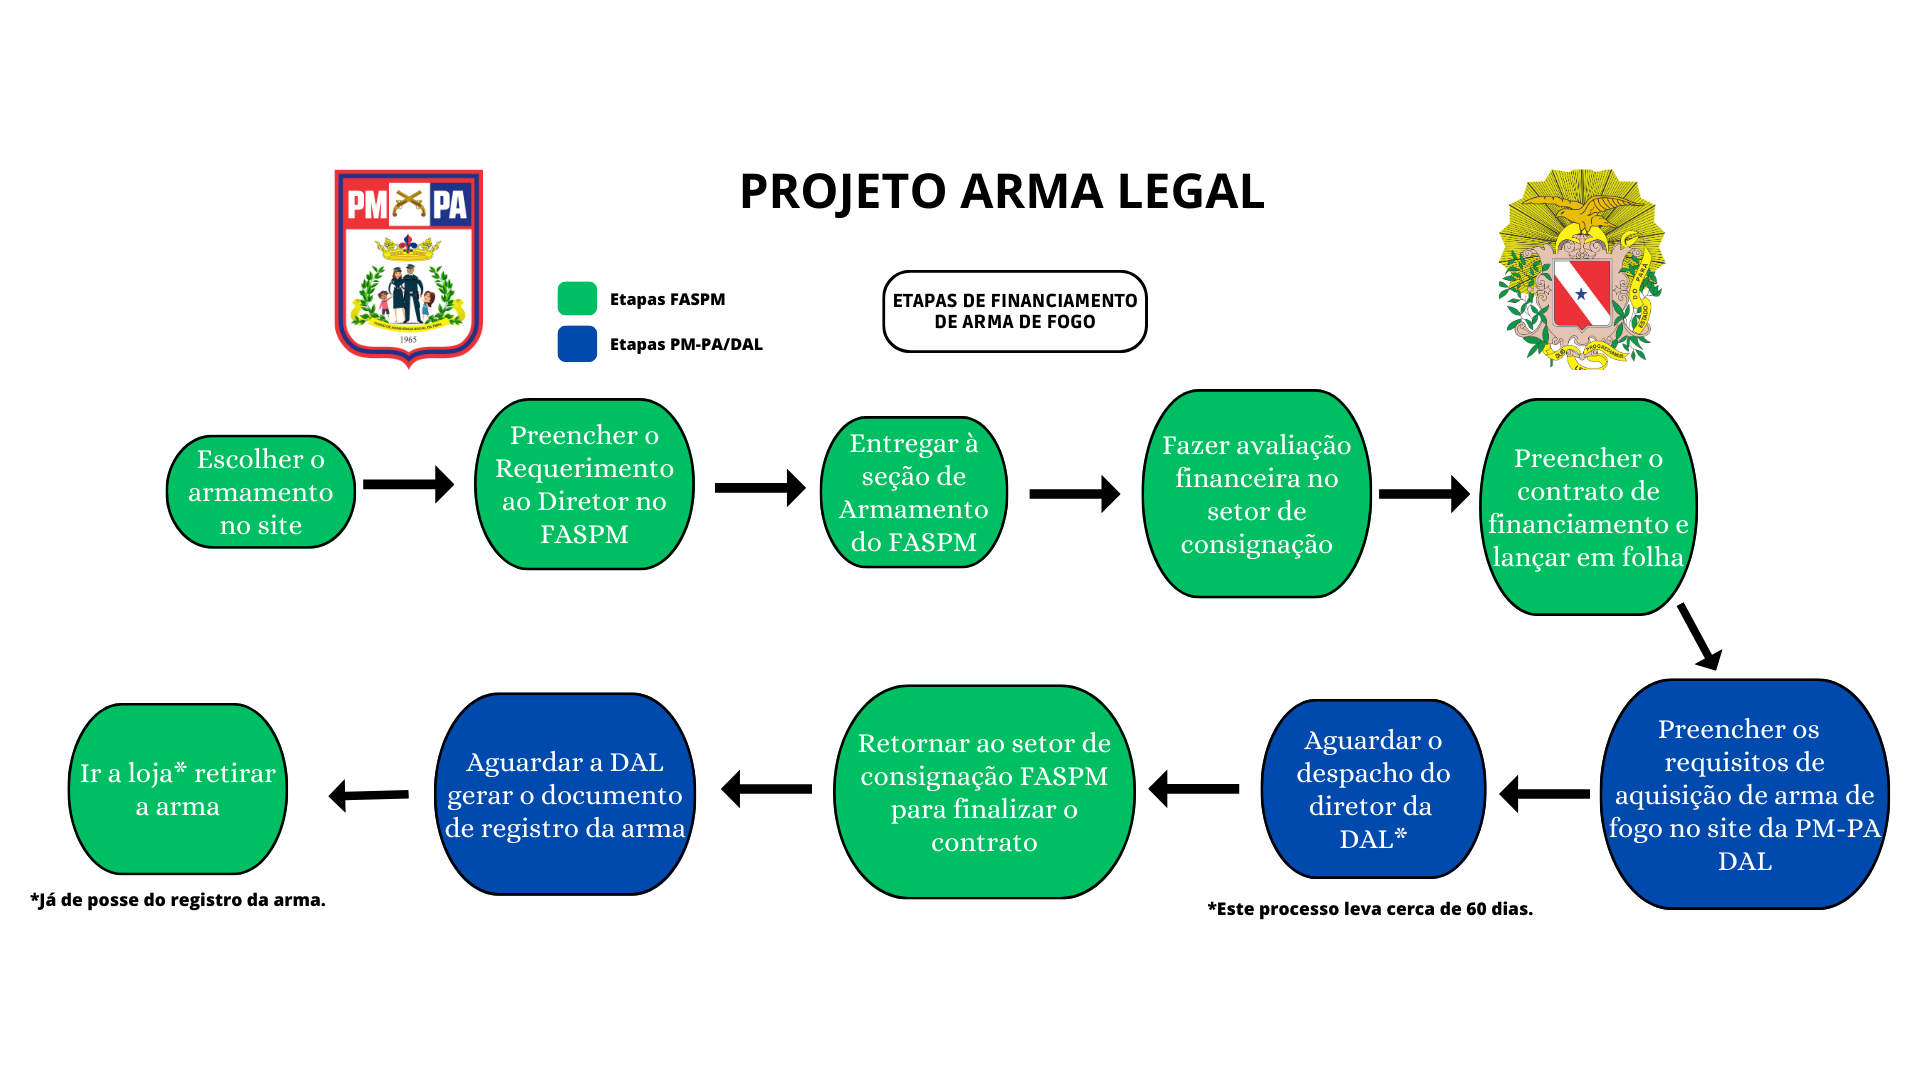 PROJETO ARMA LEGAL
PM PA
1965
Etapas FASPM
Etapas PM-PA/DAL
ETAPAS DE FINANCIAMENTO
DE ARMA DE FOGO
ESTADO DO PARÁ
SUB
PROGREDIAMUR
Escolher o
armamento
no site
Preencher o
Requerimento
ao Diretor no
FASPM
Entregar à
seção de
Armamento
do FASPM
Fazer avaliação
financeira no
setor de
consignação
Preencher o
contrato de
financiamento e
lançar em folha
Preencher os
requisitos de
aquisição de arma de
fogo no site da PM-PA
DAL
Aguardar o
despacho do
diretor da
DAL*
*Este processo leva cerca de 60 dias.
Retornar ao setor de
consignação FASPM
para finalizar o
contrato
Aguardar a DAL
gerar o documento
de registro da arma
Ir a loja* retirar
a arma
*Já de posse do registro da arma.